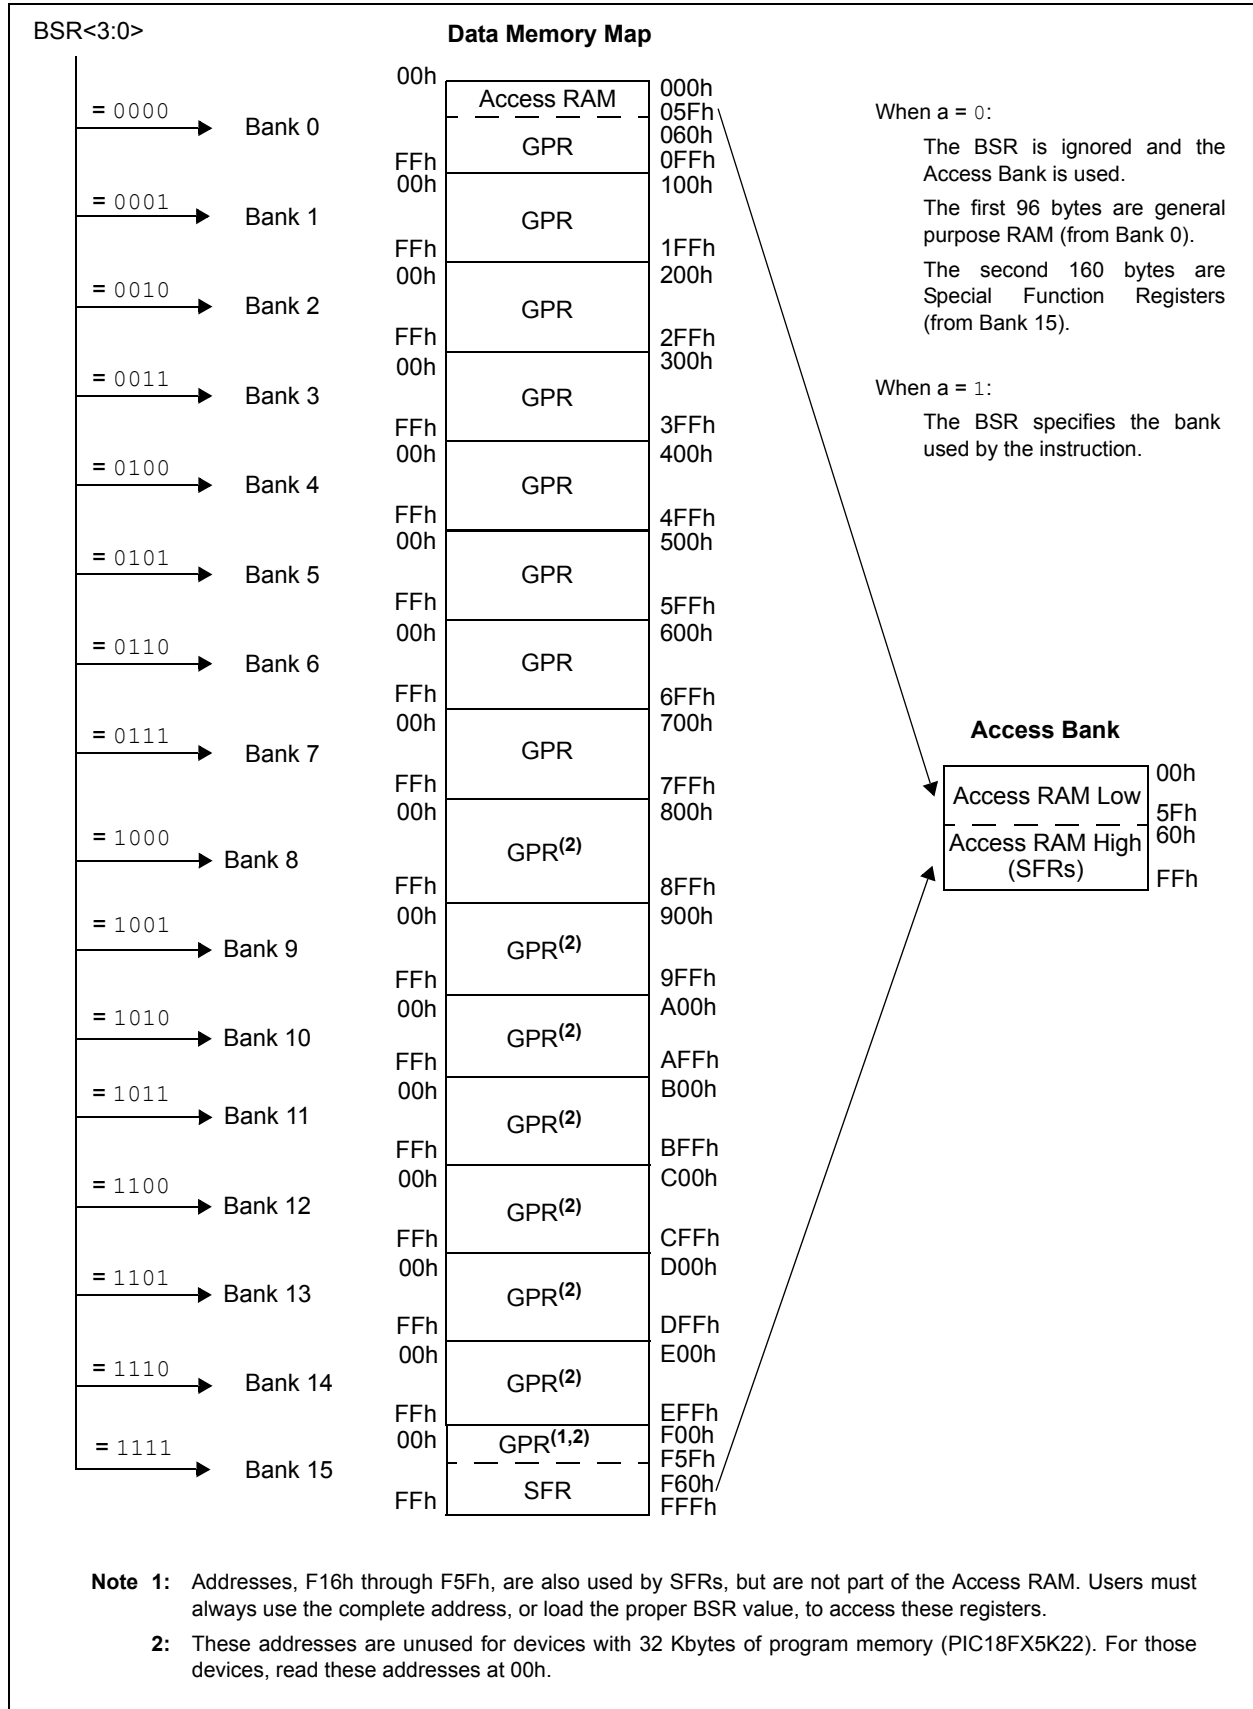 BSR<3:0>
Data Memory Map
= 0000
Bank 0
00h
Access RAM
000h
05Fh
GPR
060h
FFh
0FFh
= 0001
Bank 1
00h
GPR
100h
FFh
1FFh
= 0010
Bank 2
00h
GPR
200h
FFh
2FFh
= 0011
Bank 3
00h
GPR
300h
FFh
3FFh
= 0100
Bank 4
00h
GPR
400h
FFh
4FFh
= 0101
Bank 5
00h
GPR
500h
FFh
5FFh
= 0110
Bank 6
00h
GPR
600h
FFh
6FFh
= 0111
Bank 7
00h
GPR
700h
FFh
7FFh
= 1000
Bank 8
00h
GPR(2)
800h
FFh
8FFh
= 1001
Bank 9
00h
GPR(2)
900h
FFh
9FFh
= 1010
Bank 10
00h
GPR(2)
A00h
FFh
AFFh
= 1011
Bank 11
00h
GPR(2)
B00h
FFh
BFFh
= 1100
Bank 12
00h
GPR(2)
C00h
FFh
CFFh
= 1101
Bank 13
00h
GPR(2)
D00h
FFh
DFFh
= 1110
Bank 14
00h
GPR(2)
E00h
FFh
EFFh
= 1111
Bank 15
00h
GPR(1,2)
F00h
F5Fh
SFR
F60h
FFh
FFFh
When a = 0:
The BSR is ignored and the
Access Bank is used.
The first 96 bytes are general
purpose RAM (from Bank 0).
The second 160 bytes are
Special Function Registers
(from Bank 15).
When a = 1:
The BSR specifies the bank
used by the instruction.
Access Bank
Access RAM Low
00h
5Fh
Access RAM High
(SFRs)
60h
FFh
Note 1: Addresses, F16h through F5Fh, are also used by SFRs, but are not part of the Access RAM. Users must
always use the complete address, or load the proper BSR value, to access these registers.
2: These addresses are unused for devices with 32 Kbytes of program memory (PIC18FX5K22). For those
devices, read these addresses at 00h.